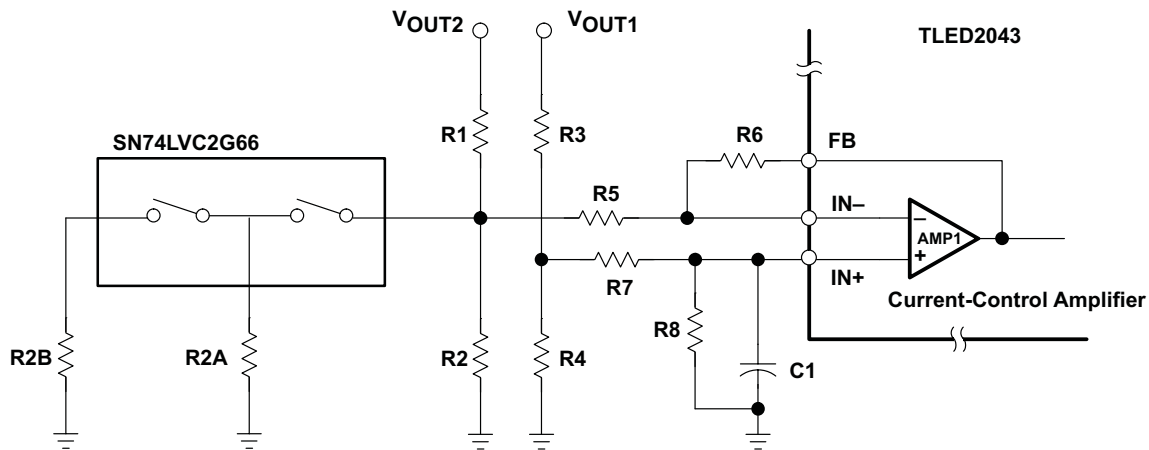 VOUT2
VOUT1
TLED2043
SN74LVC2G66
R1
R3
R6
FB
R5
IN–
AMP1
R7
IN+
Current-Control Amplifier
R2B
R2A
R2
R4
R8
C1